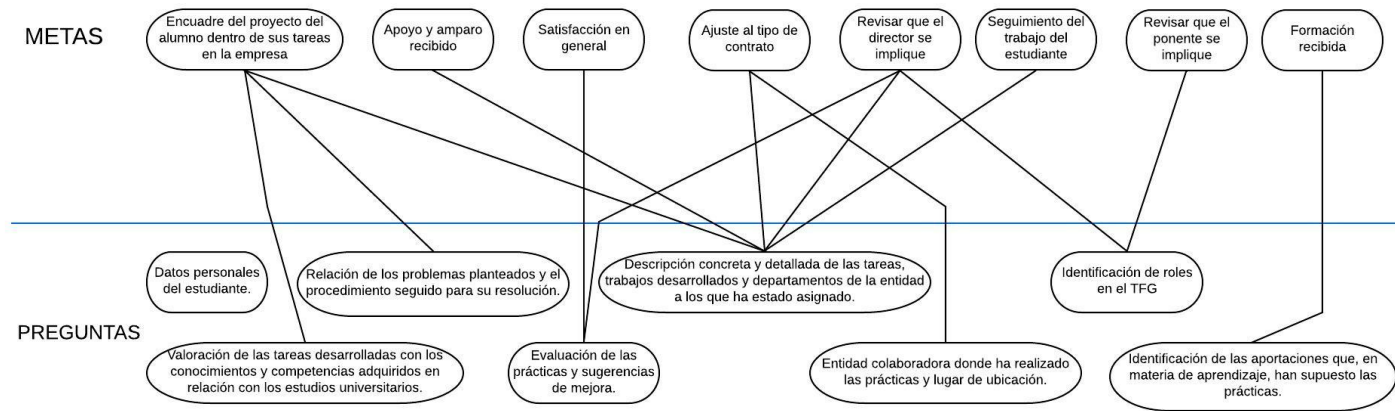 METAS
Encuadre del proyecto del
alumno dentro de sus tareas
en la empresa
Apoyo y amparo
recibido
Satisfacción en
general
Ajuste al tipo de
contrato
Revisar que el
director se
implique
Seguimiento del
trabajo del
estudiante
Revisar que el
ponente se
implique
Formación
recibida
PREGUNTAS
Datos personales
del estudiante.
Relación de los problemas planteados y el
procedimiento seguido para su resolución.
Descripción concreta y detallada de las tareas,
trabajos desarrollados y departamentos de la entidad
a los que ha estado asignado.
Identificación de roles
en el TFG
Valoración de las tareas desarrolladas con los
conocimientos y competencias adquiridos en
relación con los estudios universitarios.
Evaluación de las
prácticas y sugerencias
de mejora.
Entidad colaboradora donde ha realizado
las prácticas y lugar de ubicación.
Identificación de las aportaciones que, en
materia de aprendizaje, han supuesto las
prácticas.